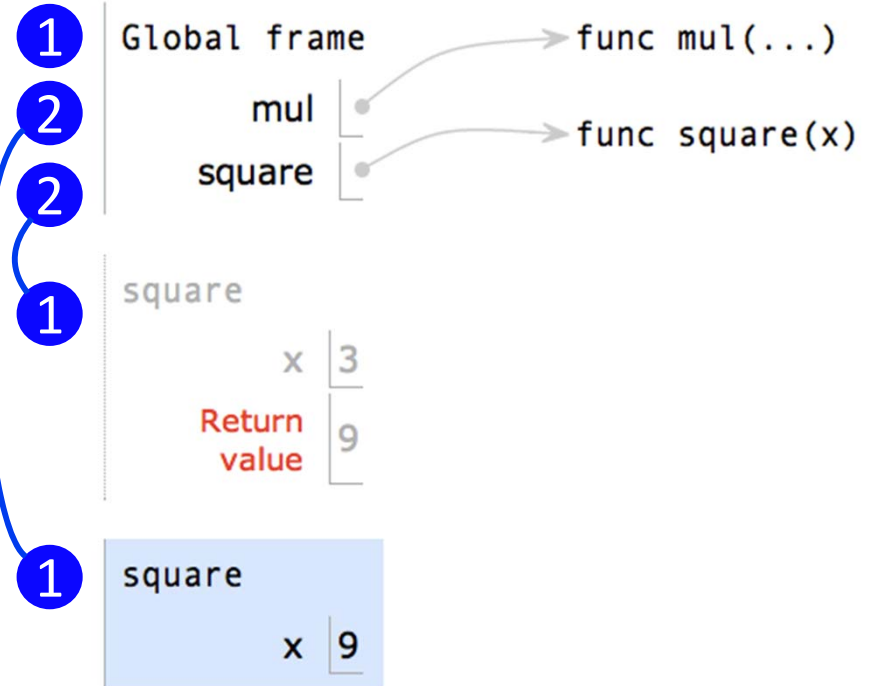 1 Global frame func mul(...)
2 mul
func square(x)
2 square
1 square
x 3
Return value 9
1 square
x 9